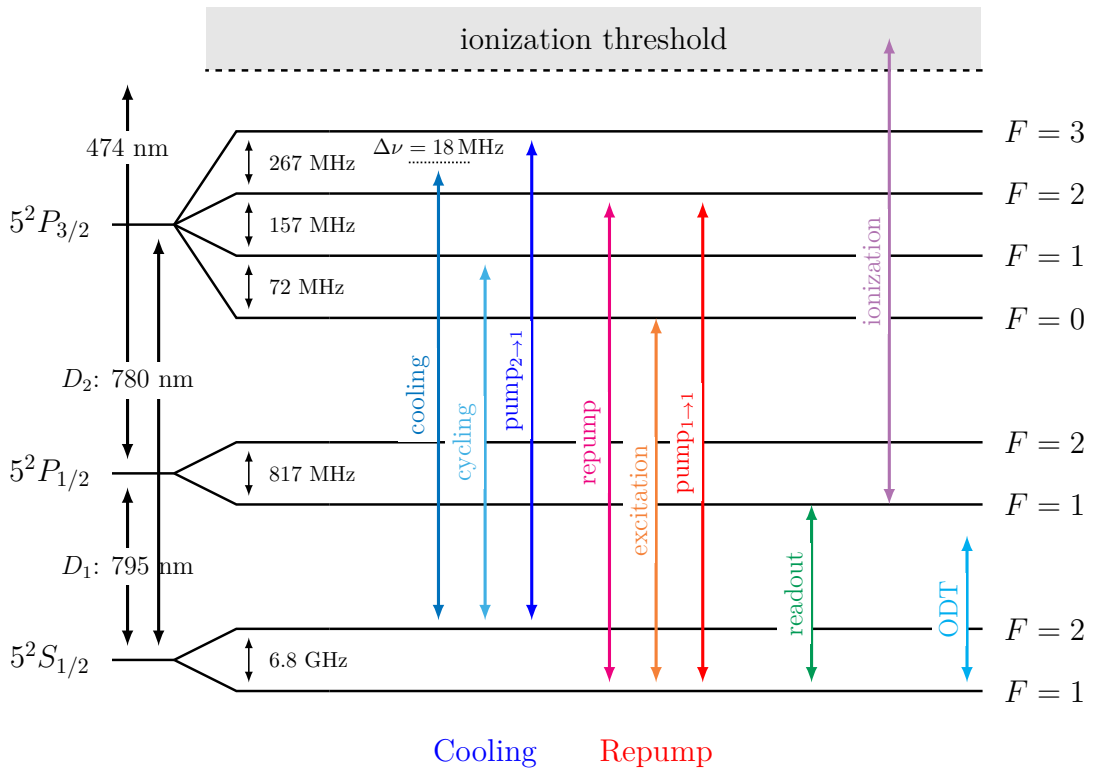 ionization threshold
474 nm
Δν = 18 MHz
F = 3
267 MHz
F = 2
5²P₃/₂
157 MHz
F = 1
72 MHz
F = 0
ionization
cooling
cycling
pump₂→₁
repump
excitation
pump₁→₁
D₂: 780 nm
F = 2
5²P₁/₂
817 MHz
F = 1
D₁: 795 nm
readout
ODT
F = 2
5²S₁/₂
6.8 GHz
F = 1
Cooling
Repump